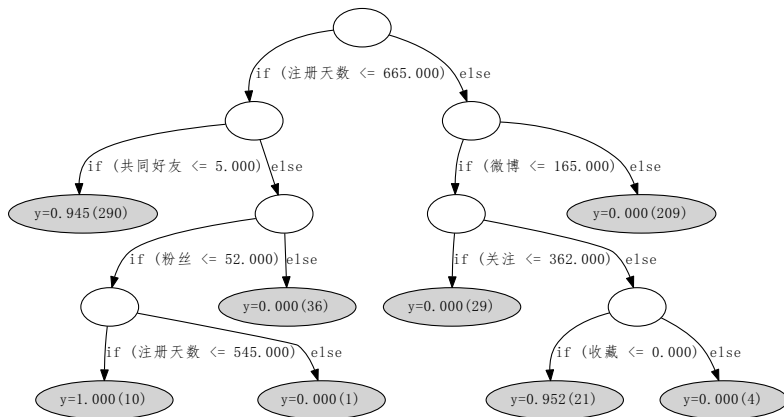 if (注册天数 <= 665.000) else
if (共同好友 <= 5.000) else
if (微博 <= 165.000) else
y=0.945(290)
y=0.000(209)
if (粉丝 <= 52.000) else
if (关注 <= 362.000) else
y=0.000(36)
y=0.000(29)
if (注册天数 <= 545.000) else
if (收藏 <= 0.000) else
y=1.000(10)
y=0.000(1)
y=0.952(21)
y=0.000(4)